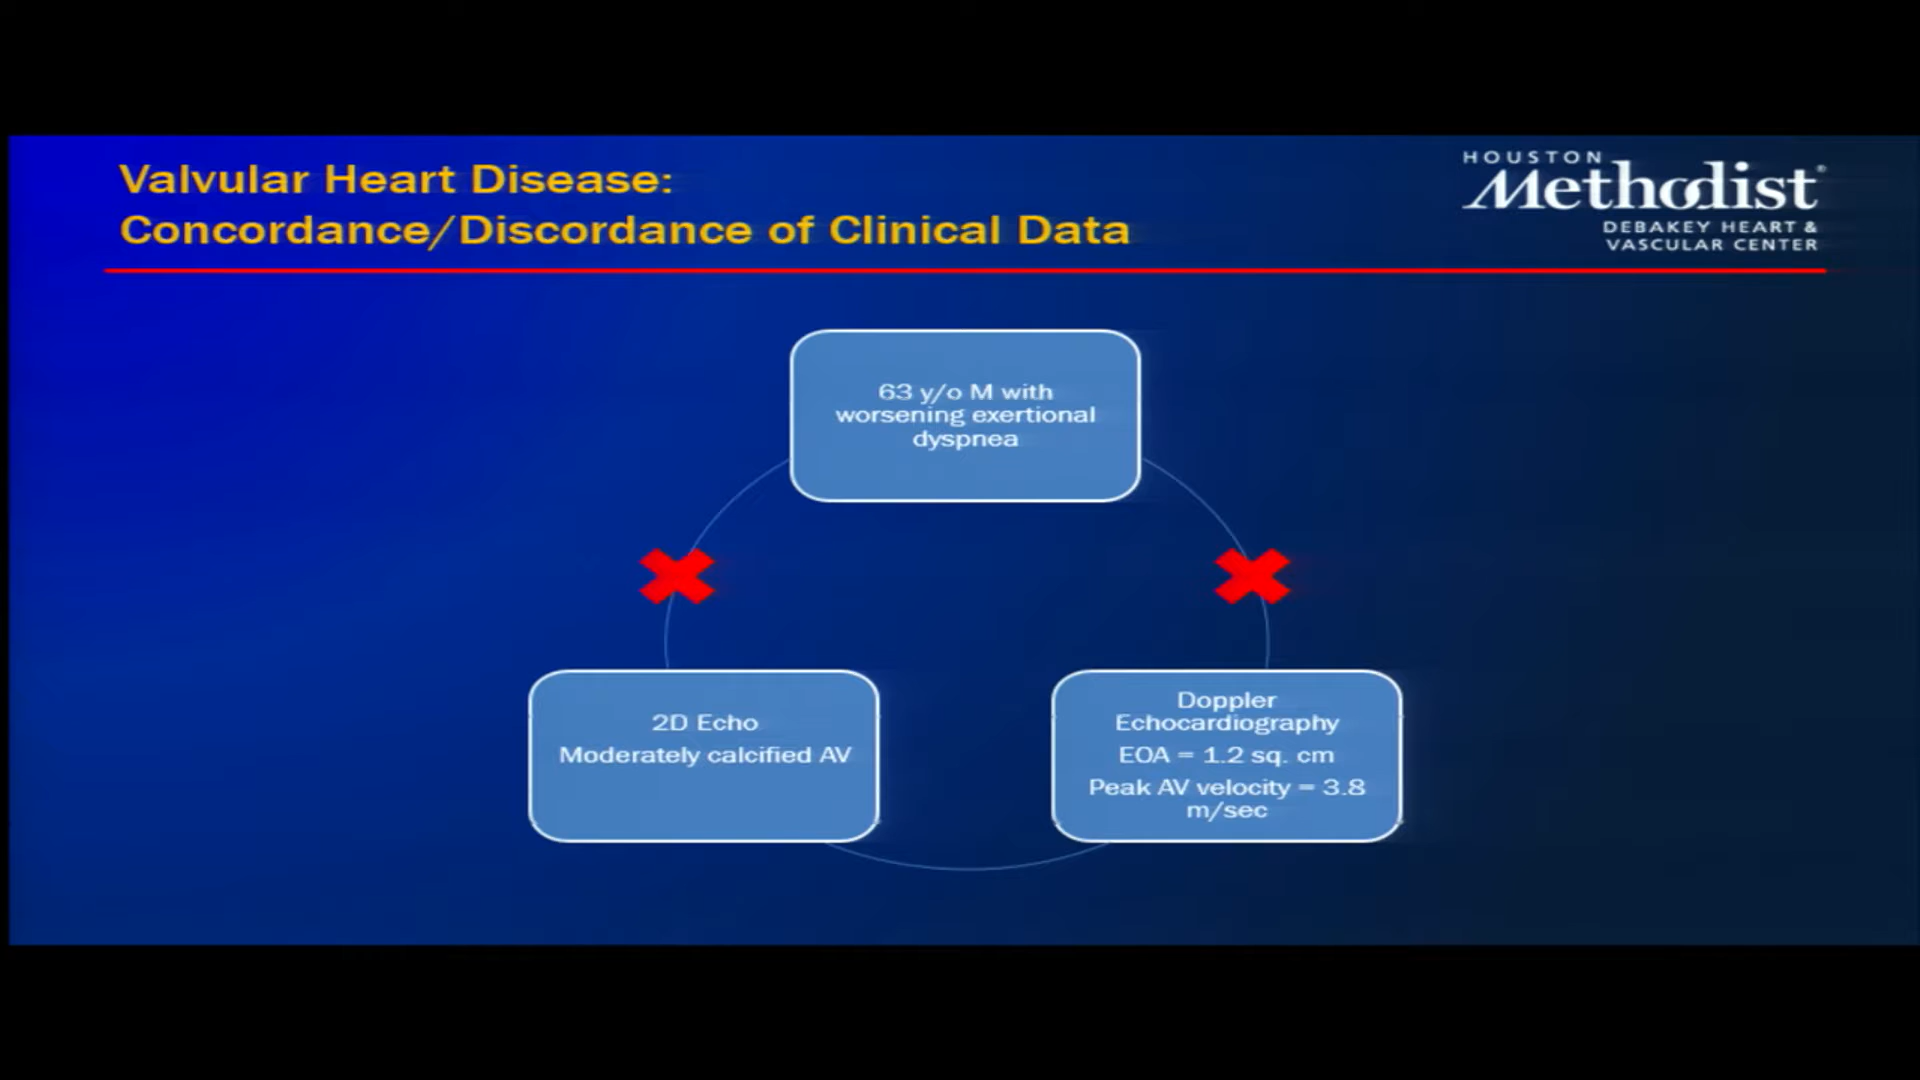 Valvular Heart Disease:
Concordance/Discordance of Clinical Data
HOUSTON
Methodist®
DEBAKEY HEART &
VASCULAR CENTER
63 y/o M with
worsening exertional
dyspnea
2D Echo
Moderately calcified AV
Doppler
Echocardiography
EOA = 1.2 sq. cm
Peak AV velocity = 3.8
m/sec